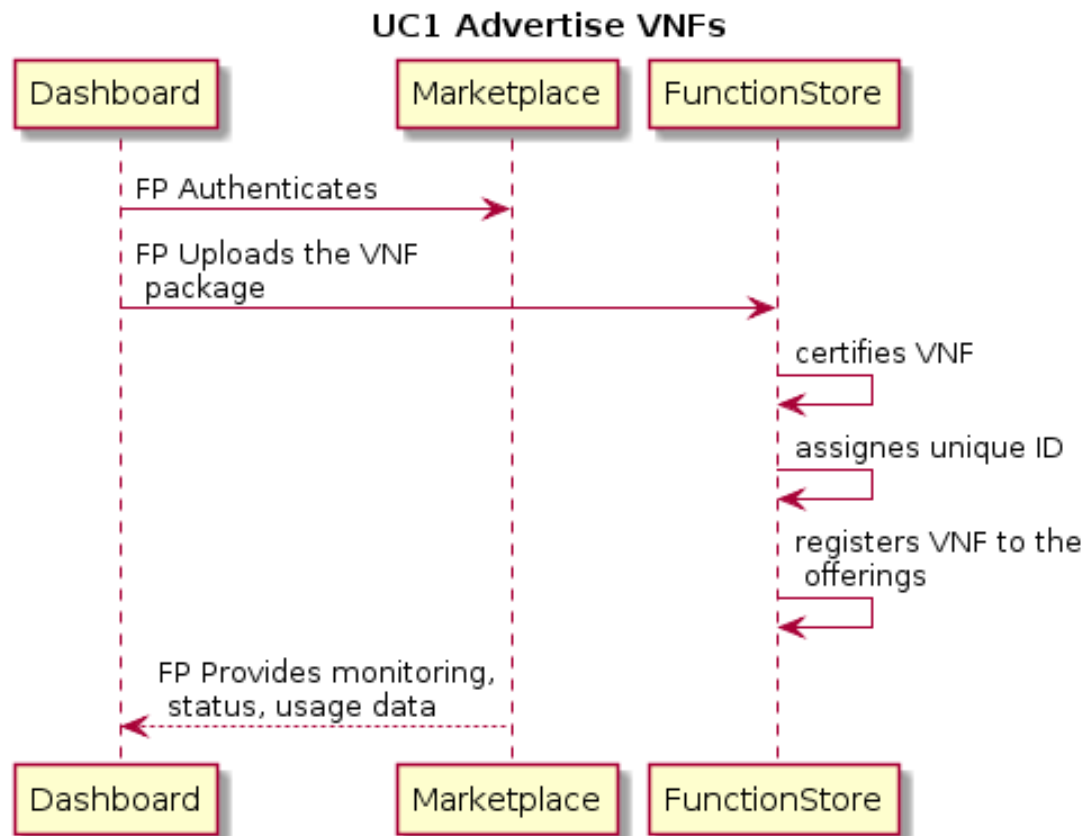 UC1 Advertise VNFs
Dashboard
Marketplace
FunctionStore
FP Authenticates
FP Uploads the VNF
package
certifies VNF
assignes unique ID
registers VNF to the
offerings
FP Provides monitoring,
status, usage data
Dashboard
Marketplace
FunctionStore